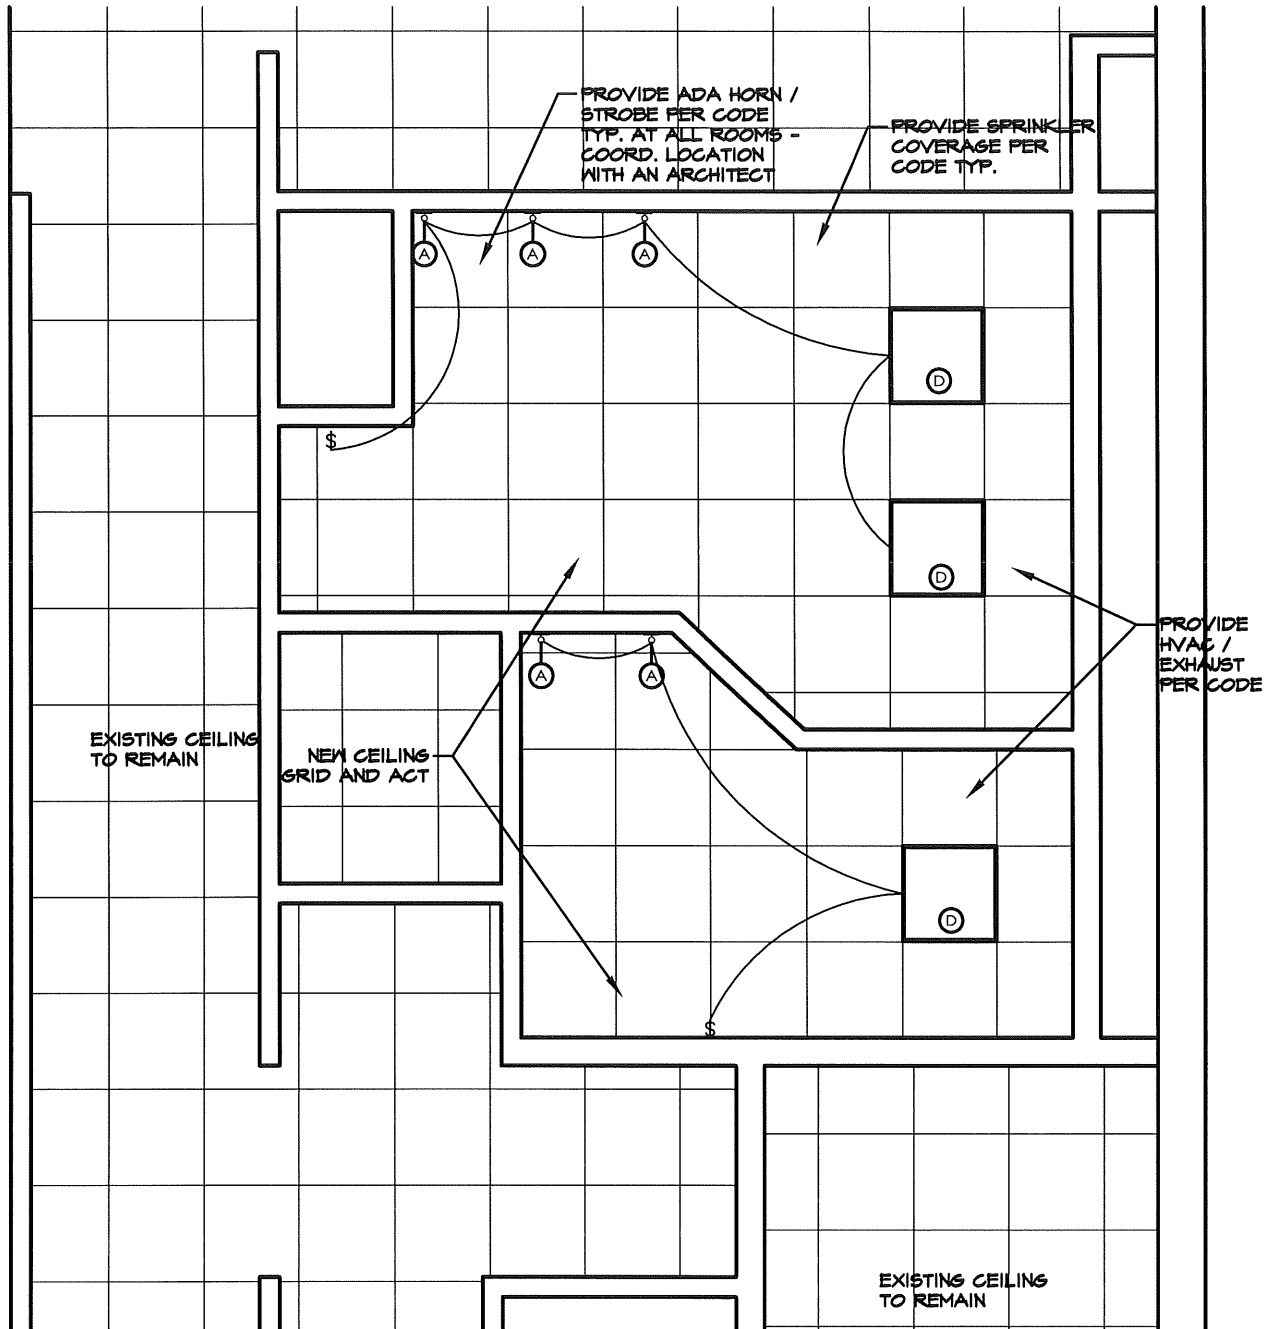 PROVIDE ADA HORN /
STROBE PER CODE
TYP. AT ALL ROOMS -
COORD. LOCATION
WITH AN ARCHITECT
PROVIDE SPRINKLER
COVERAGE PER
CODE TYP.
A
A
A
D
$
D
PROVIDE
HVAC /
EXHAUST
PER CODE
A
A
EXISTING CEILING
TO REMAIN
NEW CEILING
GRID AND ACT
D
$
EXISTING CEILING
TO REMAIN